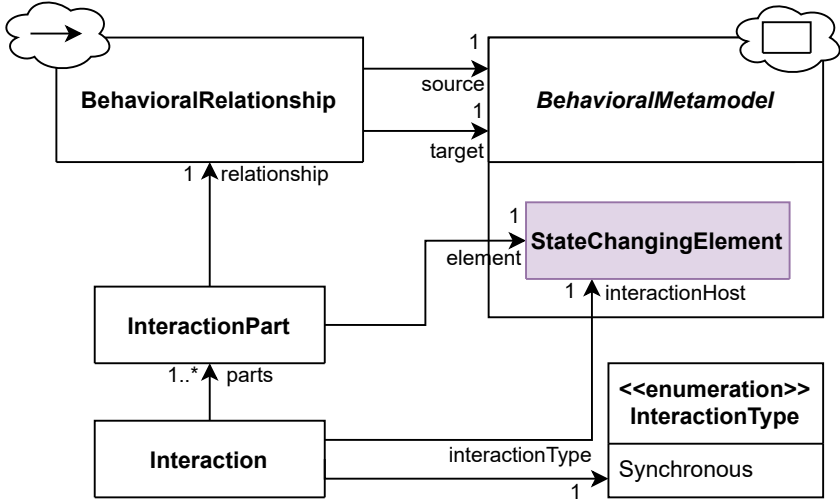 1
source
BehavioralRelationship
BehavioralMetamodel
1
target
1
relationship
1
StateChangingElement
element
1
interactionHost
InteractionPart
1..*
parts
<<enumeration>>
InteractionType
Interaction
interactionType
Synchronous
1